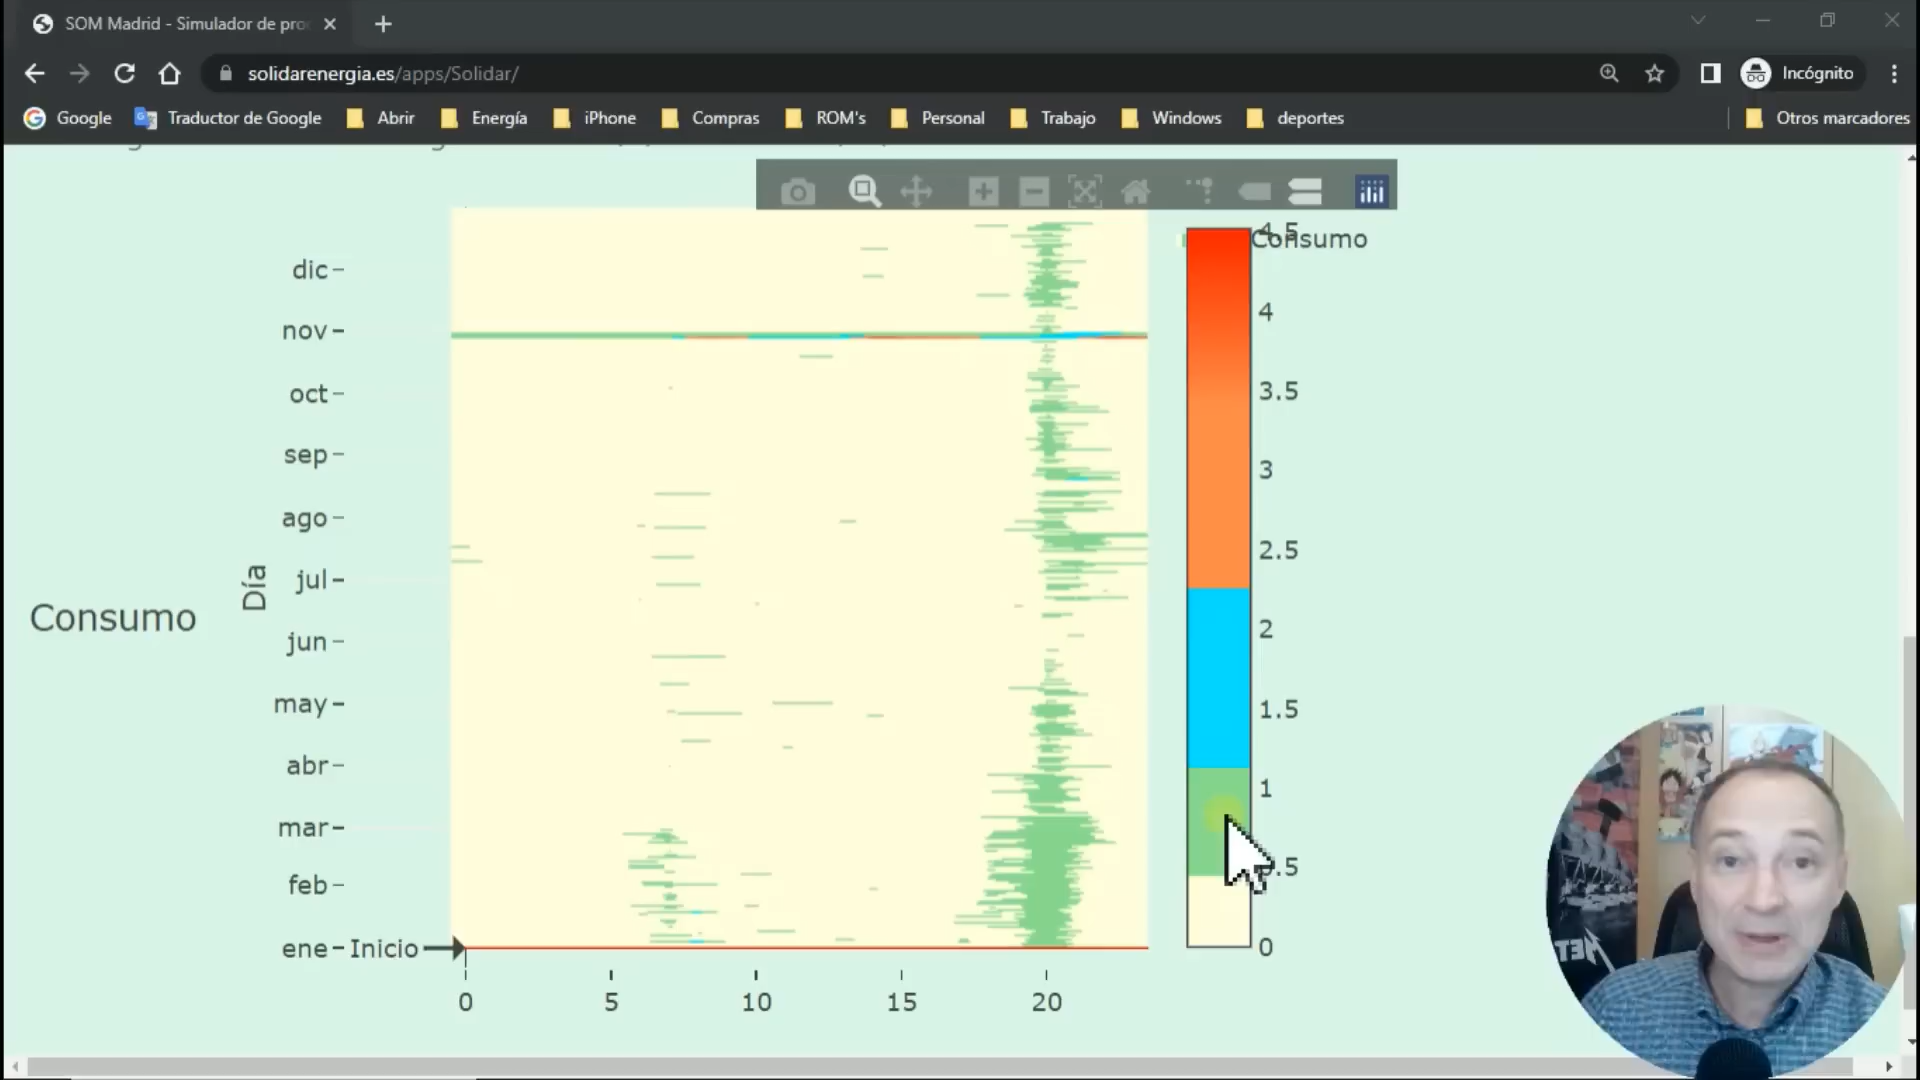 SOM Madrid - Simulador de pro
solidarenergia.es/apps/Solidar/
Incógnito
Google
Traductor de Google
Abrir
Energía
iPhone
Compras
ROM's
Personal
Trabajo
Windows
deportes
Otros marcadores
Consumo
4.5
4
3.5
3
2.5
2
1.5
1
.5
0
Consumo
Día
dic
nov
oct
sep
ago
jul
jun
may
abr
mar
feb
ene
Inicio
0
5
10
15
20
MET